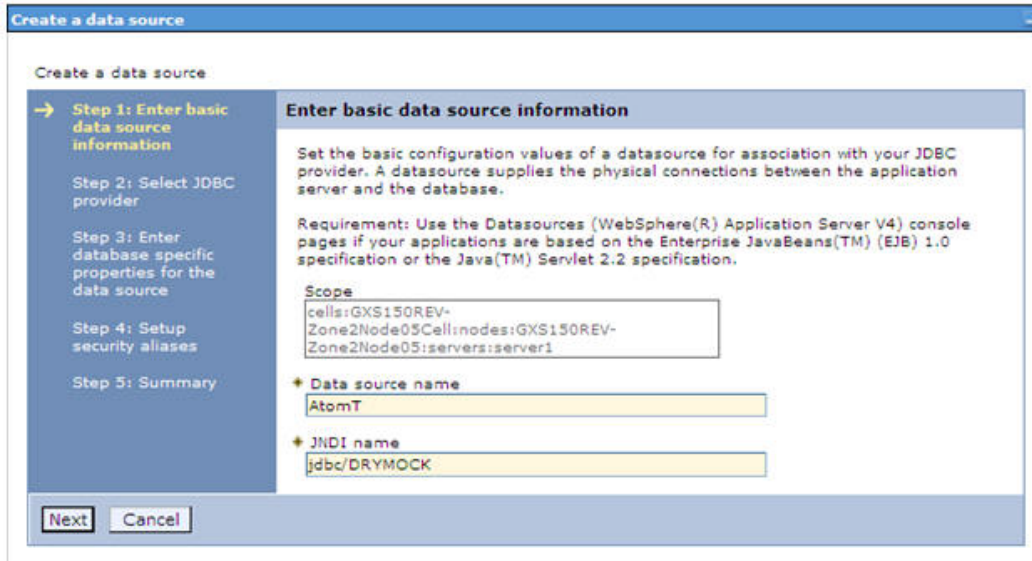 Create a data source
Create a data source
Step 1: Enter basic
data source
information
Step 2: Select JDBC
provider
Step 3: Enter
database specific
properties for the
data source
Step 4: Setup
security aliases
Step 5: Summary
Enter basic data source information
Set the basic configuration values of a datasource for association with your JDBC
provider. A datasource supplies the physical connections between the application
server and the database.
Requirement: Use the Datasources (WebSphere(R) Application Server V4) console
pages if your applications are based on the Enterprise JavaBeans(TM) (EJB) 1.0
specification or the Java(TM) Servlet 2.2 specification.
Scope
cells:GXS150REV-
Zone2Node05Cell:nodes:GXS150REV-
Zone2Node05:servers:server1
Data source name
AtomT
JNDI name
jdbc/DRYMOCK
Next Cancel